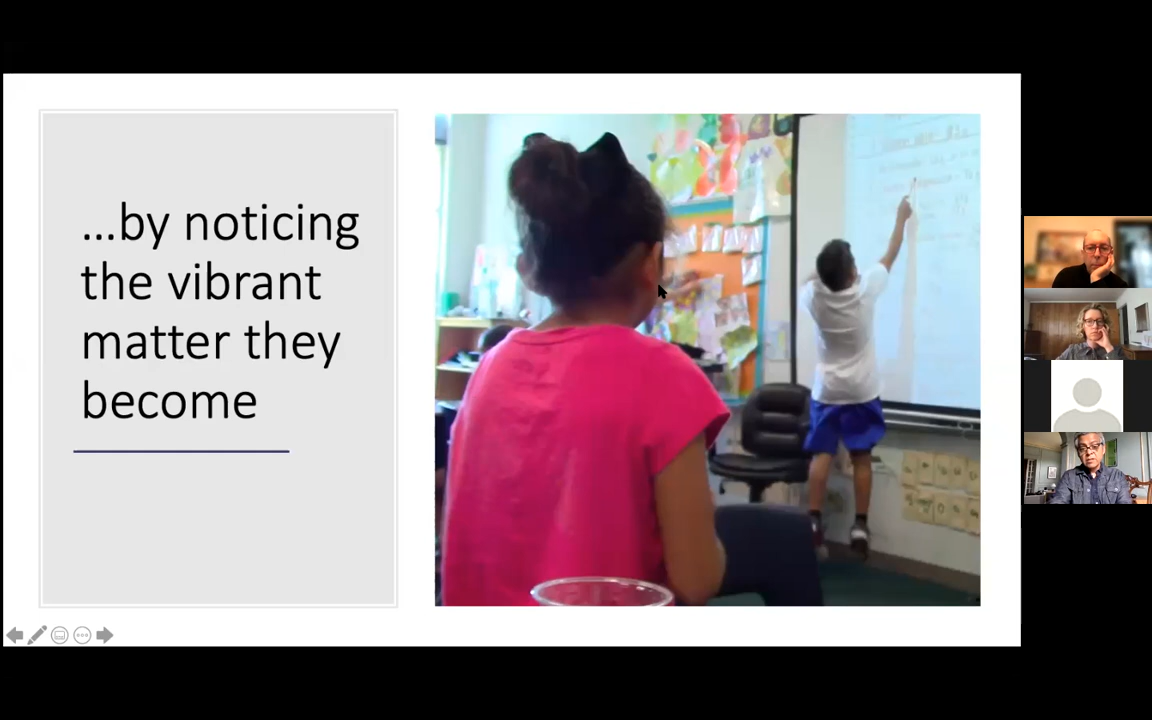 ...by noticing
the vibrant
matter they
become